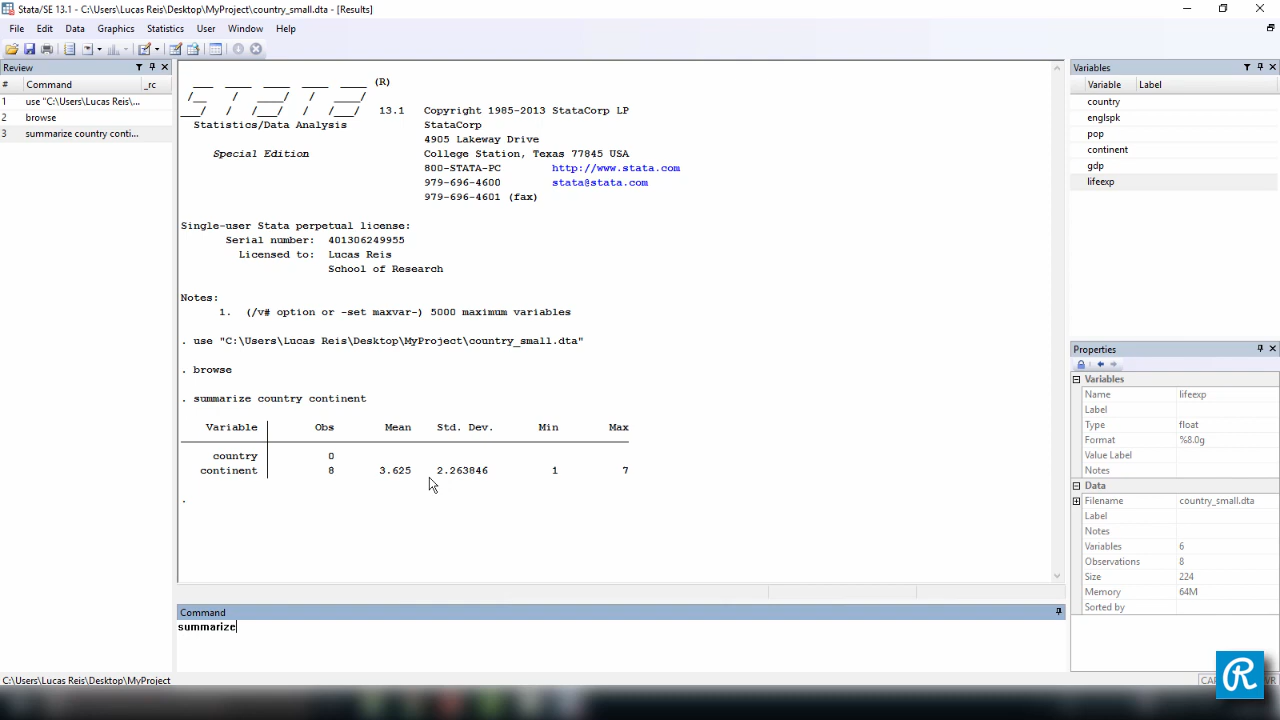 Stata/SE 13.1 - C:\Users\Lucas Reis\Desktop\MyProject\country_small.dta - [Results]
File Edit Data Graphics Statistics User Window Help
Review
# Command _rc
1 use "C:\Users\Lucas Reis\...
2 browse
3 summarize country conti...
(R)
13.1 Copyright 1985-2013 StataCorp LP
Statistics/Data Analysis StataCorp
4905 Lakeway Drive
Special Edition College Station, Texas 77845 USA
800-STATA-PC http://www.stata.com
979-696-4600 stata@stata.com
979-696-4601 (fax)
Single-user Stata perpetual license:
Serial number: 401306249955
Licensed to: Lucas Reis
School of Research
Notes:
1. (/v# option or -set maxvar-) 5000 maximum variables
. use "C:\Users\Lucas Reis\Desktop\MyProject\country_small.dta"
. browse
. summarize country continent
Variable Obs Mean Std. Dev. Min Max
country 0
continent 8 3.625 2.263846 1 7
.
Command
summarize
Variables
Variable Label
country
englspk
pop
continent
gdp
lifeexp
Properties
Variables
Name lifeexp
Label
Type float
Format %8.0g
Value Label
Notes
Data
Filename country_small.dta
Label
Notes
Variables 6
Observations 8
Size 224
Memory 64M
Sorted by
C:\Users\Lucas Reis\Desktop\MyProject
R